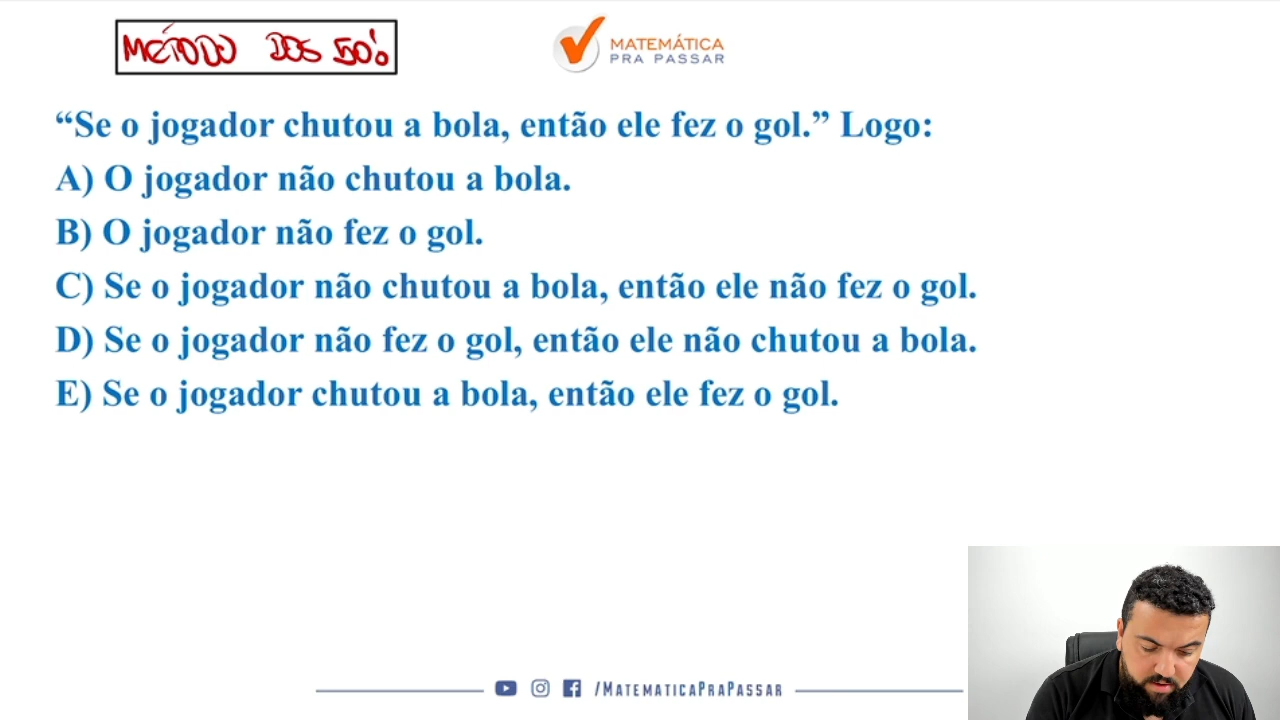 MÉTODO DOS 50%
MATEMÁTICA
PRA PASSAR
“Se o jogador chutou a bola, então ele fez o gol.” Logo:
A) O jogador não chutou a bola.
B) O jogador não fez o gol.
C) Se o jogador não chutou a bola, então ele não fez o gol.
D) Se o jogador não fez o gol, então ele não chutou a bola.
E) Se o jogador chutou a bola, então ele fez o gol.
/MatematicaPraPassar